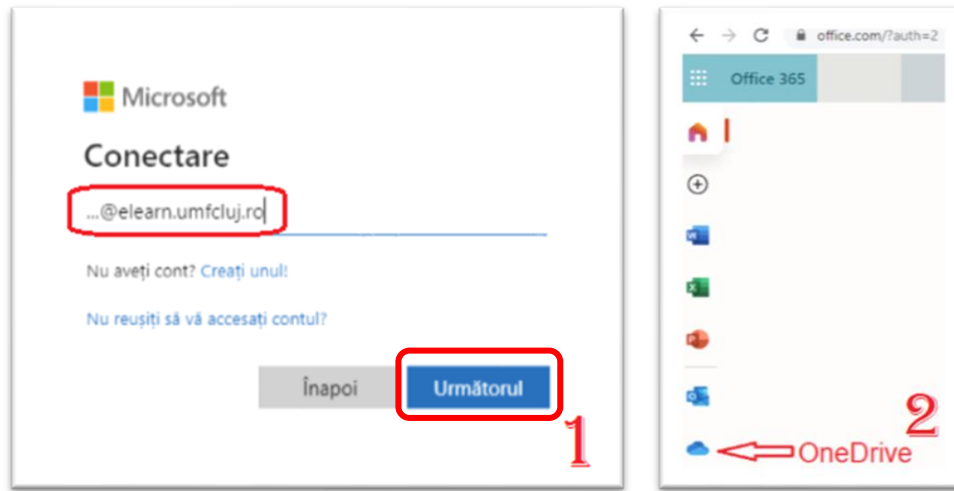 Microsoft
Conectare
...@elearn.umfcluj.ro
Nu aveți cont? Creați unul!
Nu reușiți să vă accesați contul?
Înapoi
Următorul
1
office.com/?auth=2
Office 365
2
OneDrive